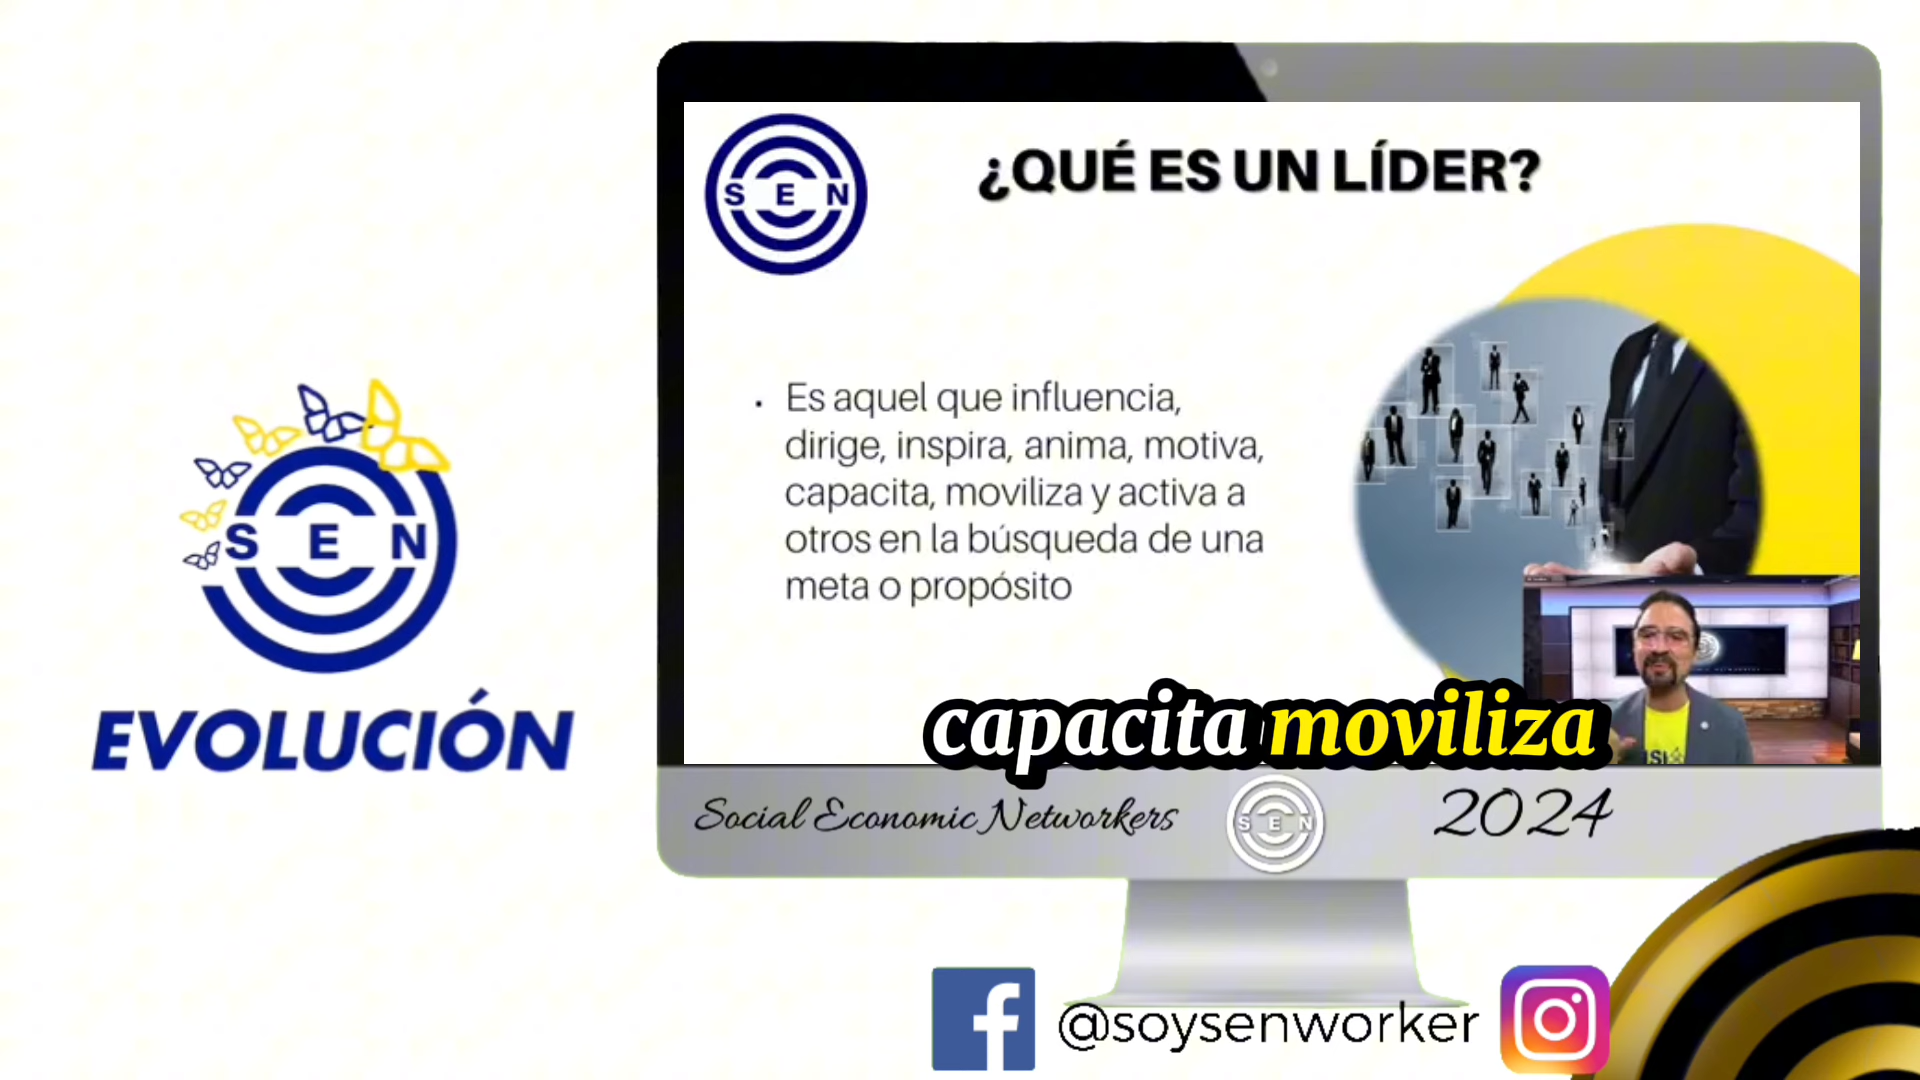 S E N
EVOLUCIÓN
S E N
¿QUÉ ES UN LÍDER?
• Es aquel que influencia,
dirige, inspira, anima, motiva,
capacita, moviliza y activa a
otros en la búsqueda de una
meta o propósito
capacita moviliza
Social Economic Networkers
S E N
2024
@soysenworker